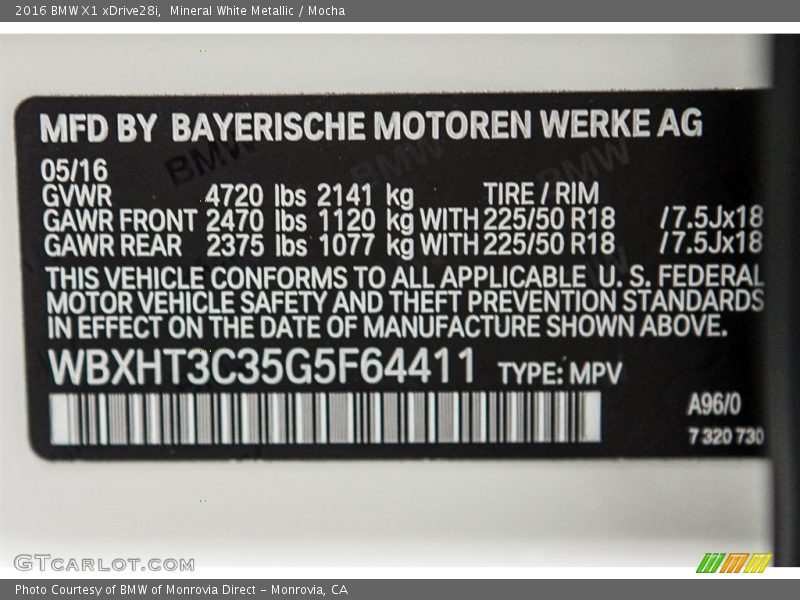 2016 BMW X1 xDrive28i, Mineral White Metallic / Mocha
MFD BY BAYERISCHE MOTOREN WERKE AG
05/16
GVWR 4720 lbs 2141 kg TIRE / RIM
GAWR FRONT 2470 lbs 1120 kg WITH 225/50 R18 /7.5Jx18
GAWR REAR 2375 lbs 1077 kg WITH 225/50 R18 /7.5Jx18
THIS VEHICLE CONFORMS TO ALL APPLICABLE U. S. FEDERAL
MOTOR VEHICLE SAFETY AND THEFT PREVENTION STANDARDS
IN EFFECT ON THE DATE OF MANUFACTURE SHOWN ABOVE.
WBXHT3C35G5F64411 TYPE: MPV
A96/0
7 320 730
BMW BMW BMW
GTCARLOT.COM
Photo Courtesy of BMW of Monrovia Direct - Monrovia, CA